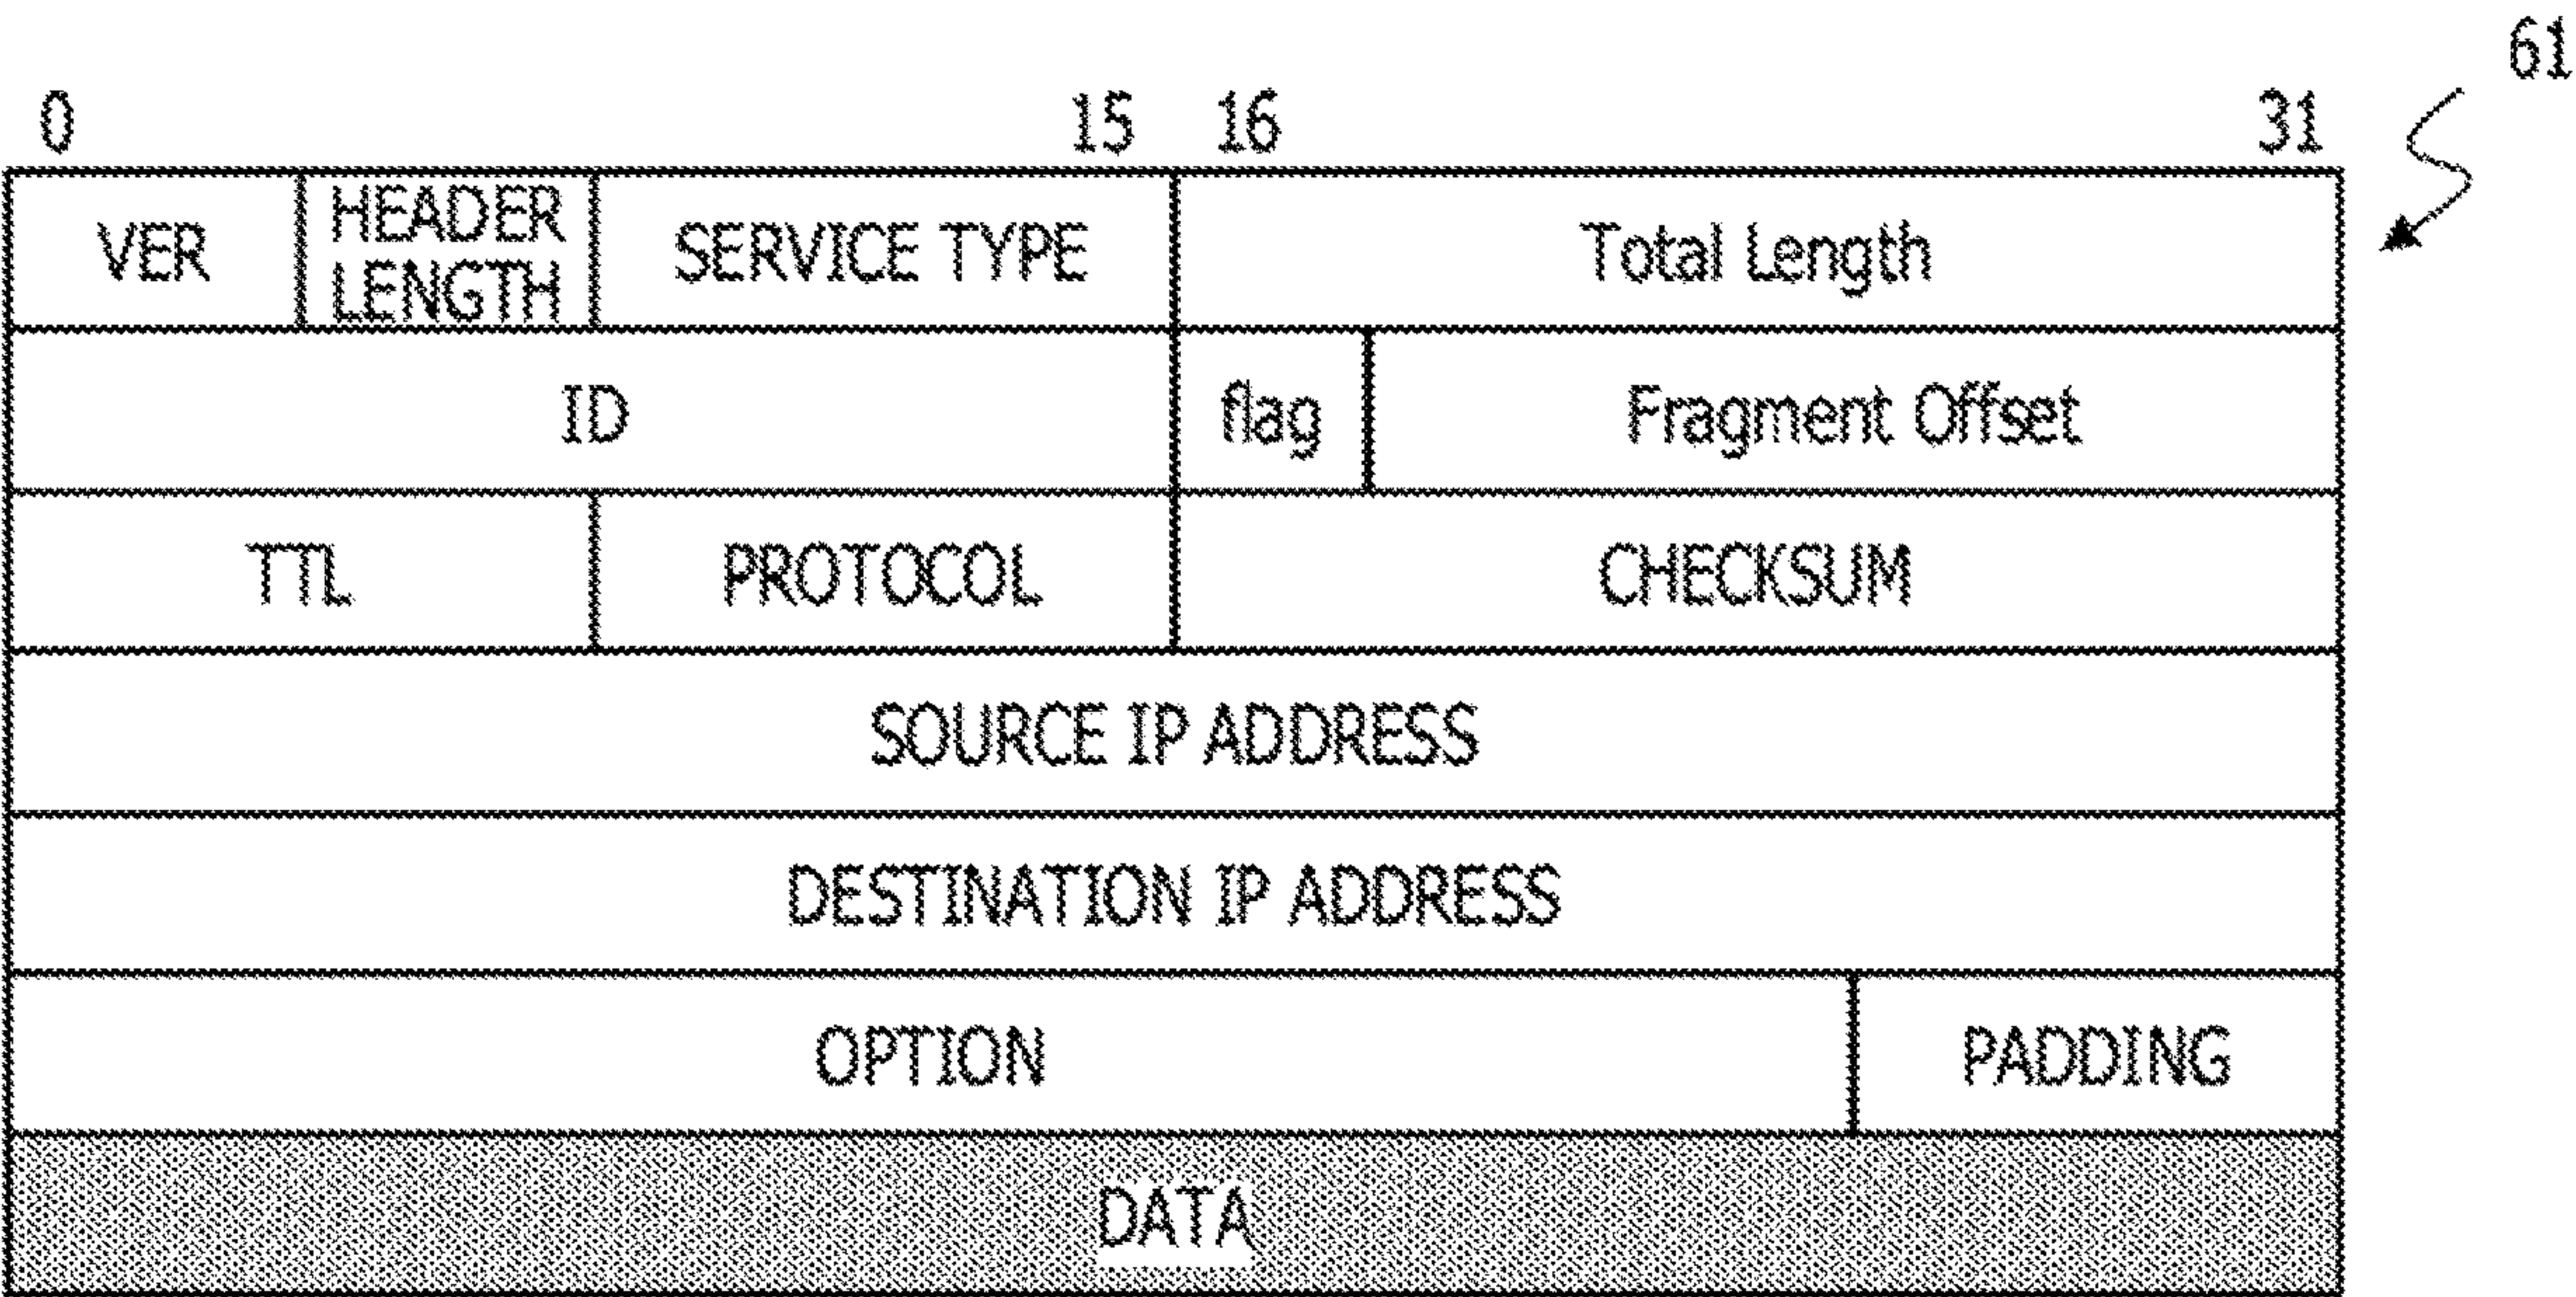 61
0 15 16 31
VER HEADER LENGTH SERVICE TYPE Total Length
ID flag Fragment Offset
TTL PROTOCOL CHECKSUM
SOURCE IP ADDRESS
DESTINATION IP ADDRESS
OPTION PADDING
DATA